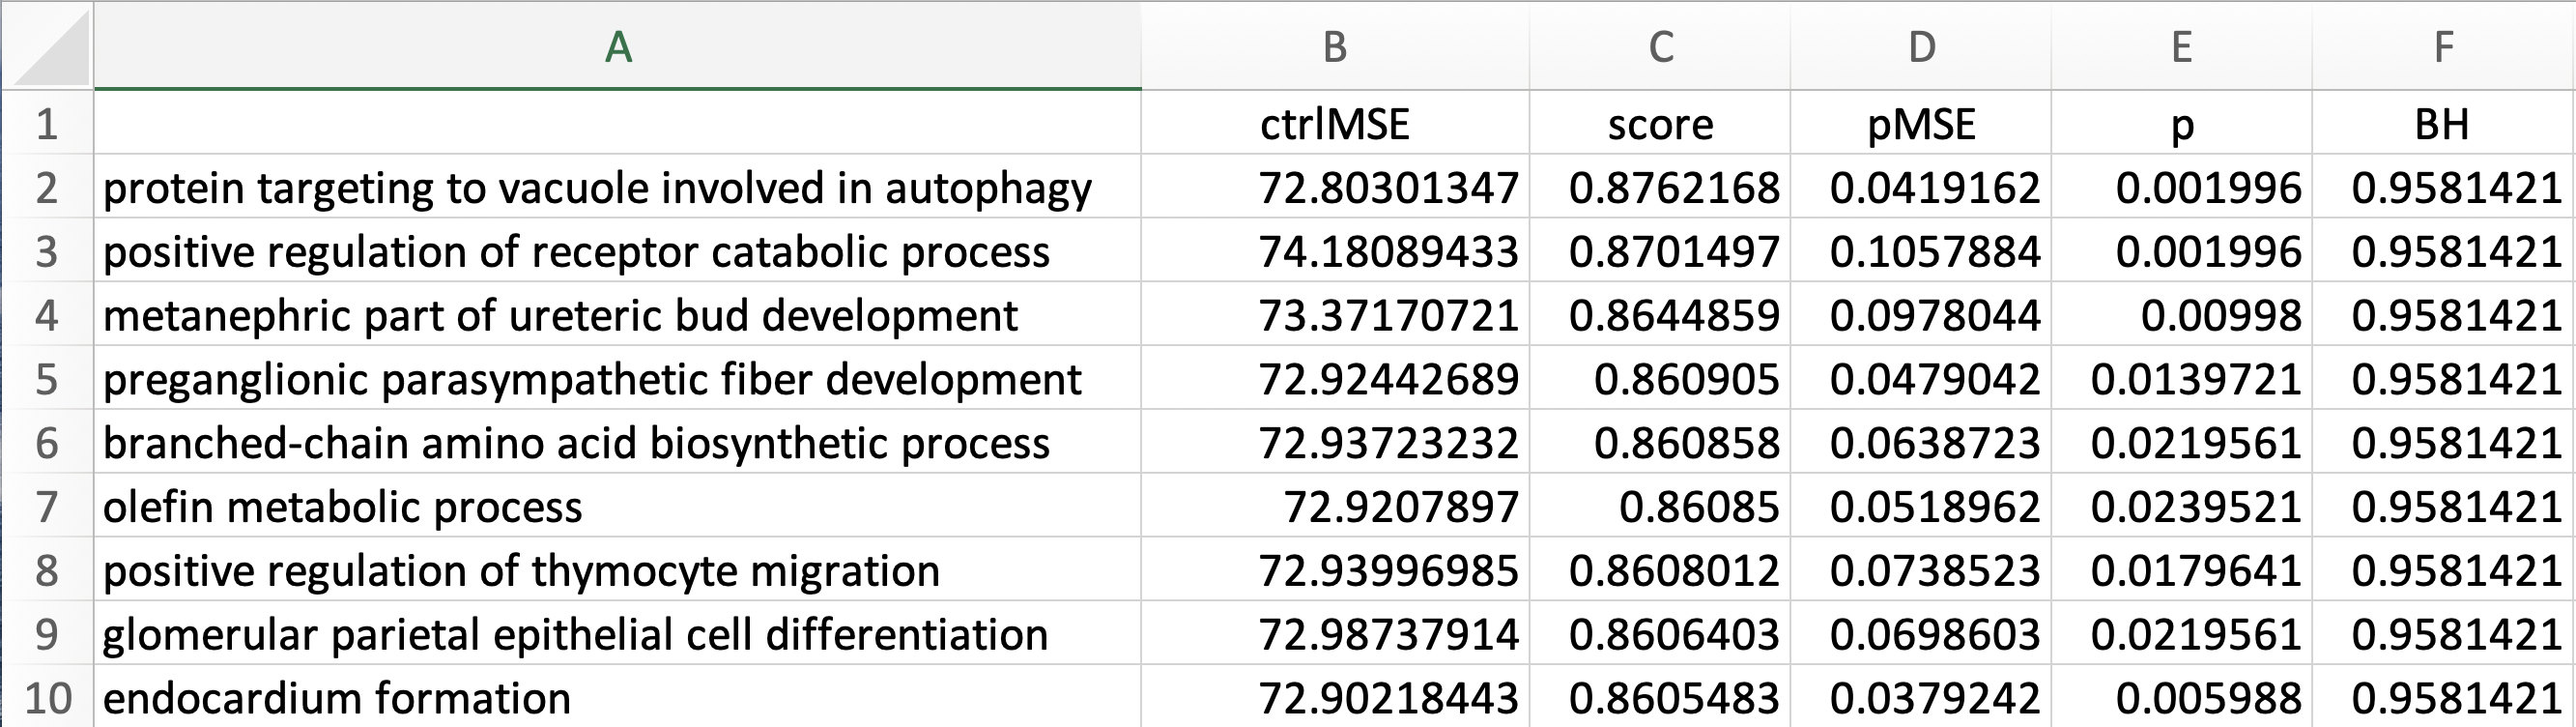 A B C D E F
1 ctrlMSE score pMSE p BH
2 protein targeting to vacuole involved in autophagy 72.80301347 0.8762168 0.0419162 0.001996 0.9581421
3 positive regulation of receptor catabolic process 74.18089433 0.8701497 0.1057884 0.001996 0.9581421
4 metanephric part of ureteric bud development 73.37170721 0.8644859 0.0978044 0.00998 0.9581421
5 preganglionic parasympathetic fiber development 72.92442689 0.860905 0.0479042 0.0139721 0.9581421
6 branched-chain amino acid biosynthetic process 72.93723232 0.860858 0.0638723 0.0219561 0.9581421
7 olefin metabolic process 72.9207897 0.86085 0.0518962 0.0239521 0.9581421
8 positive regulation of thymocyte migration 72.93996985 0.8608012 0.0738523 0.0179641 0.9581421
9 glomerular parietal epithelial cell differentiation 72.98737914 0.8606403 0.0698603 0.0219561 0.9581421
10 endocardium formation 72.90218443 0.8605483 0.0379242 0.005988 0.9581421